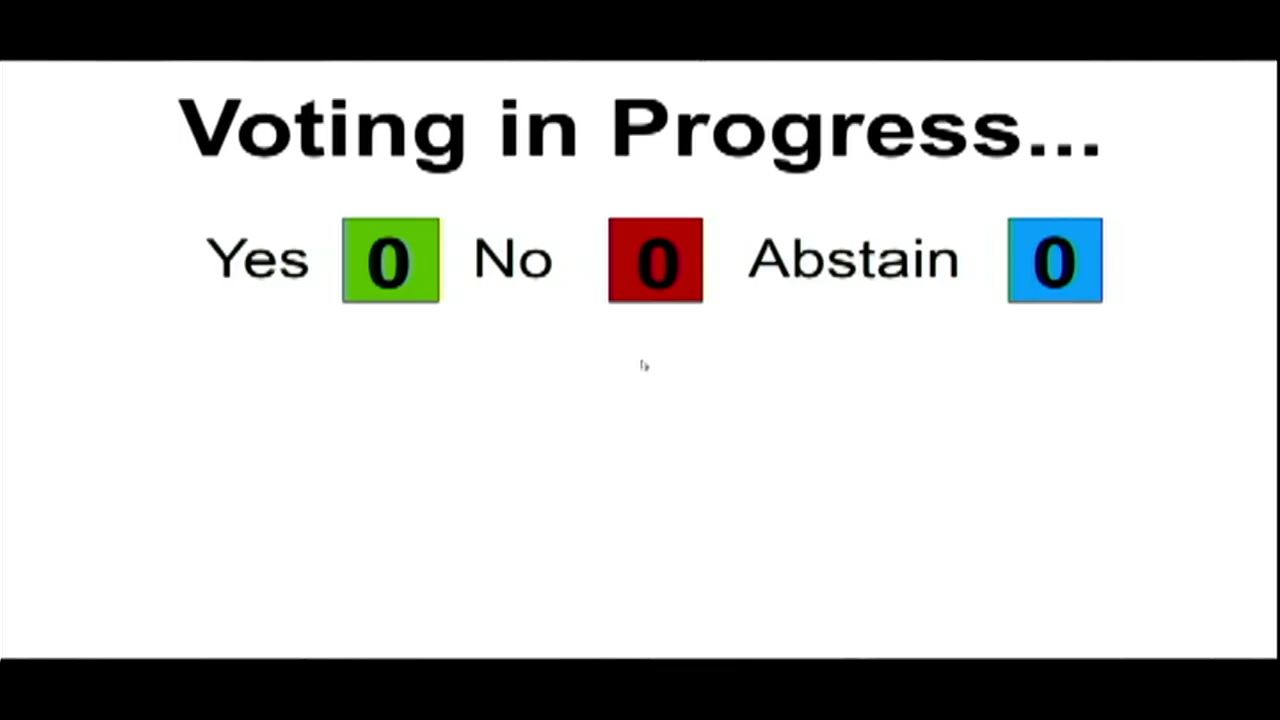 Voting in Progress...
Yes 0 No 0 Abstain 0